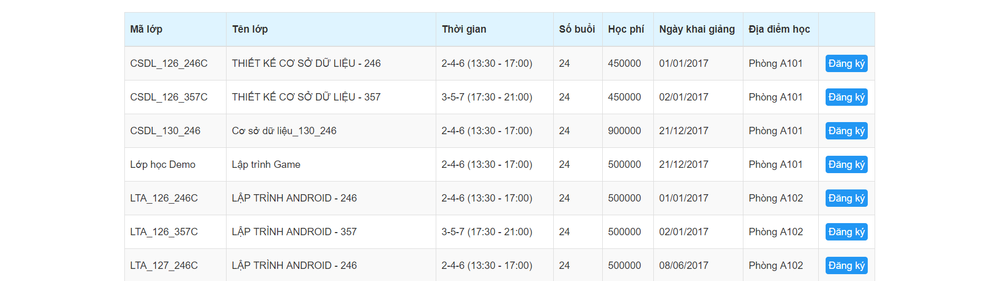 Mã lớp Tên lớp Thời gian Số buổi Học phí Ngày khai giảng Địa điểm học
CSDL_126_246C THIẾT KẾ CƠ SỞ DỮ LIỆU - 246 2-4-6 (13:30 - 17:00) 24 450000 01/01/2017 Phòng A101 Đăng ký
CSDL_126_357C THIẾT KẾ CƠ SỞ DỮ LIỆU - 357 3-5-7 (17:30 - 21:00) 24 450000 02/01/2017 Phòng A101 Đăng ký
CSDL_130_246 Cơ sở dữ liệu_130_246 2-4-6 (13:30 - 17:00) 24 900000 21/12/2017 Phòng A101 Đăng ký
Lớp học Demo Lập trình Game 2-4-6 (13:30 - 17:00) 24 500000 21/12/2017 Phòng A101 Đăng ký
LTA_126_246C LẬP TRÌNH ANDROID - 246 2-4-6 (13:30 - 17:00) 24 500000 01/01/2017 Phòng A102 Đăng ký
LTA_126_357C LẬP TRÌNH ANDROID - 357 3-5-7 (17:30 - 21:00) 24 500000 02/01/2017 Phòng A102 Đăng ký
LTA_127_246C LẬP TRÌNH ANDROID - 246 2-4-6 (13:30 - 17:00) 24 500000 08/06/2017 Phòng A102 Đăng ký